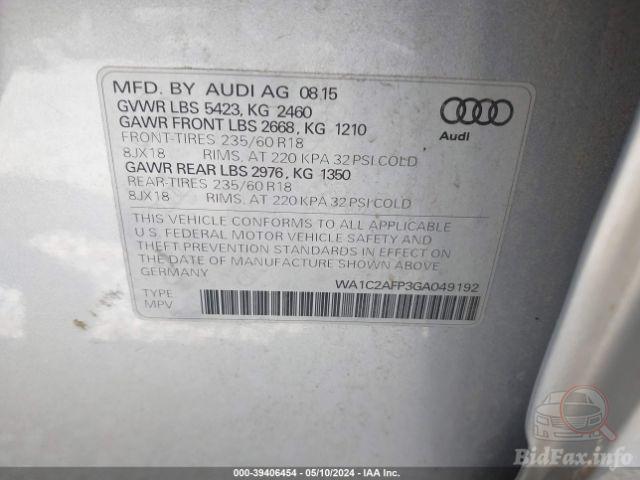 MFD. BY AUDI AG 08.15
GVWR LBS 5423, KG 2460
GAWR FRONT LBS 2668, KG 1210
FRONT-TIRES 235/60 R18
8JX18 RIMS, AT 220 KPA 32 PSI COLD
GAWR REAR LBS 2976, KG 1350
REAR-TIRES 235/60 R18
8JX18 RIMS, AT 220 KPA 32 PSI COLD
Audi
THIS VEHICLE CONFORMS TO ALL APPLICABLE
U.S. FEDERAL MOTOR VEHICLE SAFETY AND
THEFT PREVENTION STANDARDS IN EFFECT ON
THE DATE OF MANUFACTURE SHOWN ABOVE
GERMANY
WA1C2AFP3GA049192
TYPE
MPV
BidFax.info
000-39406454 - 05/10/2024 - IAA Inc.